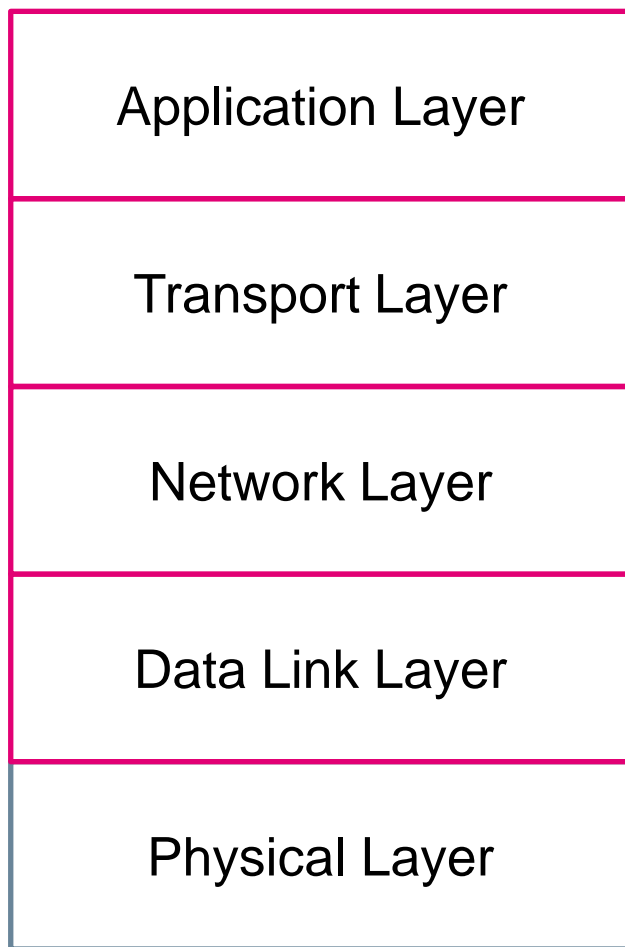 Application Layer
Transport Layer
Network Layer
Data Link Layer
Physical Layer